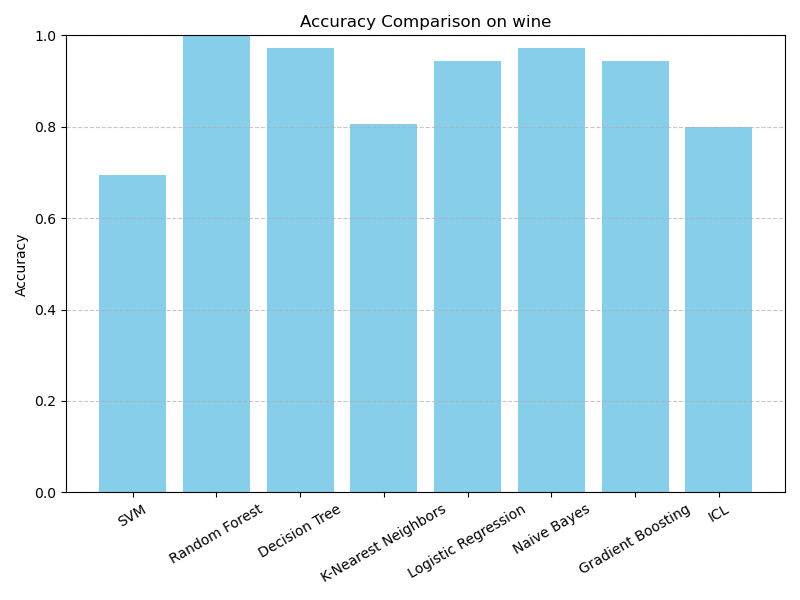 Accuracy Comparison on wine
1.0
0.8
0.6
0.4
0.2
0.0
Accuracy
SVM
Random Forest
Decision Tree
K-Nearest Neighbors
Logistic Regression
Naive Bayes
Gradient Boosting
ICL